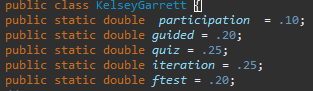 public class KelseyGarrett {
public static double  participation  = .10;
public static double guided = .20;
public static double quiz = .25;
public static double iteration = .25;
public static double ftest = .20;